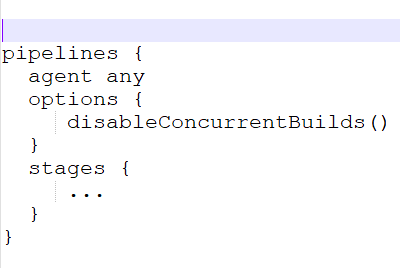 pipelines {
  agent any
  options {
     disableConcurrentBuilds()
  }
  stages {
     ...
  }
}